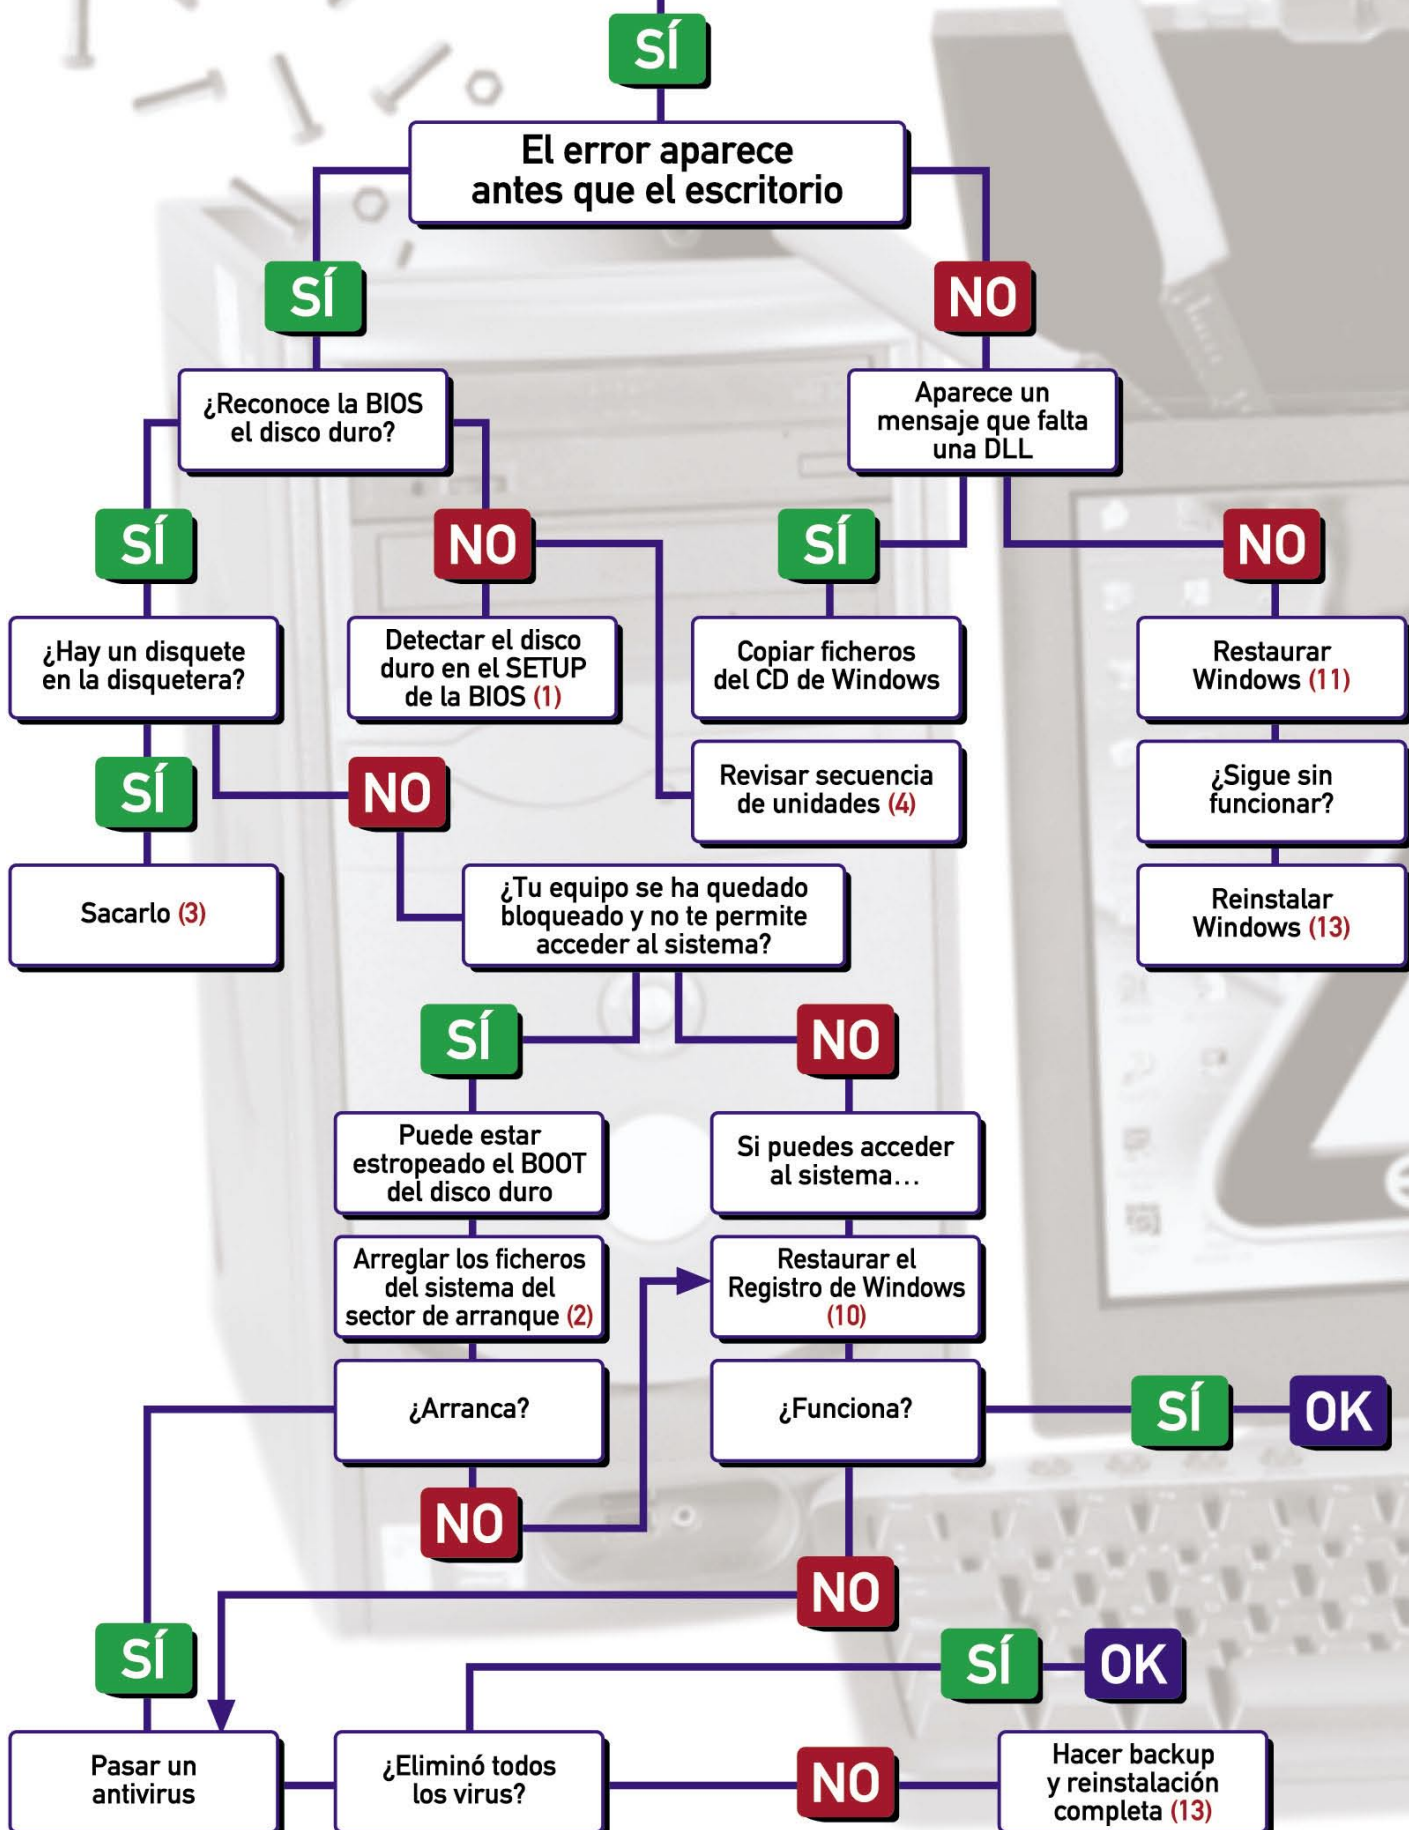 SÍ
El error aparece
antes que el escritorio
SÍ
NO
¿Reconoce la BIOS
el disco duro?
Aparece un
mensaje que falta
una DLL
SÍ
NO
SÍ
NO
¿Hay un disquete
en la disquetera?
Detectar el disco
duro en el SETUP
de la BIOS (1)
Copiar ficheros
del CD de Windows
Restaurar
Windows (11)
SÍ
NO
Revisar secuencia
de unidades (4)
¿Sigue sin
funcionar?
Sacarlo (3)
¿Tu equipo se ha quedado
bloqueado y no te permite
acceder al sistema?
Reinstalar
Windows (13)
SÍ
NO
Puede estar
estropeado el BOOT
del disco duro
Si puedes acceder
al sistema...
Arreglar los ficheros
del sistema del
sector de arranque (2)
Restaurar el
Registro de Windows
(10)
¿Arranca?
¿Funciona?
SÍ
OK
NO
NO
SÍ
SÍ
OK
Pasar un
antivirus
¿Eliminó todos
los virus?
NO
Hacer backup
y reinstalación
completa (13)